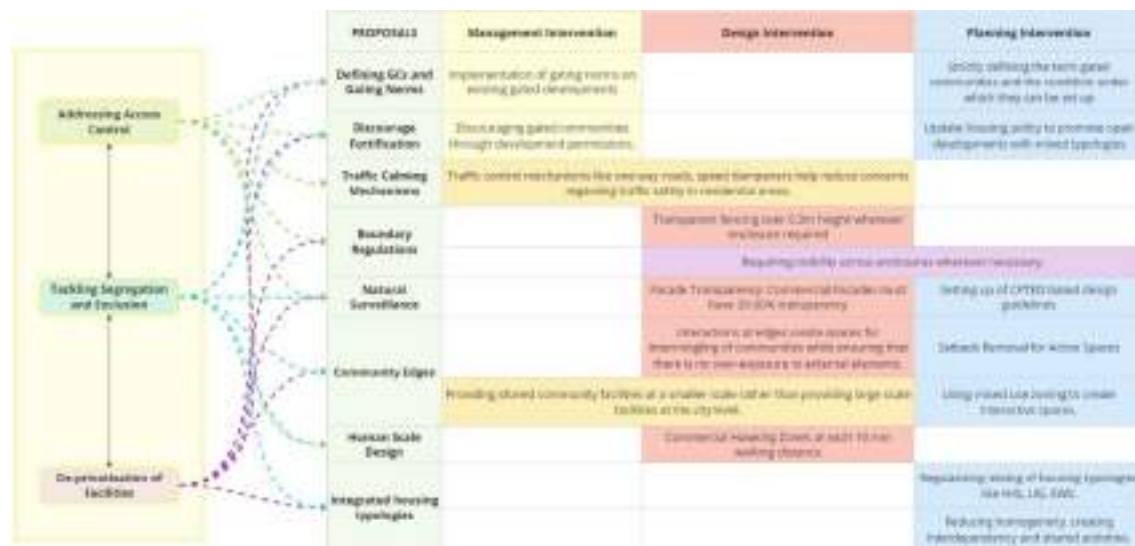 PROPOSALS
Management Intervention
Design Intervention
Planning Intervention
Addressing Access
Control
Tackling Segregation
and Exclusion
De-privatisation of
Facilities
Defining GCs and
Gating Norms
Implementation of gating norms on
existing gated developments
Strictly defining the term gated
communities and the condition under
which they can be set up
Discourage
Fortification
Discouraging gated communities
through development permissions.
Update housing policy to promote open
developments with mixed typologies
Traffic Calming
Mechanisms
Traffic control mechanisms like one-way roads, speed dampeners help reduce concerns
regarding traffic safety in residential areas.
Boundary
Regulations
Transparent fencing over height wherever
enclosure required
Requiring visibility across enclosures wherever necessary.
Natural
Surveillance
Facade Transparency: Commercial Facades must
have transparency
Setting up of CPTED based design
guidelines
Community Edges
Interactions at edges create spaces for
intermingling of communities while ensuring that
there is no over-exposure to external elements.
Setback Removal for Active Spaces
Providing shared community facilities at a smaller scale rather than providing large scale
facilities at the city level.
Using mixed use zoning to create
interactive spaces.
Human Scale
Design
Commercial Zones at each 10 min
walking distance
Integrated housing
typologies
mixing of housing typologies
like HIG, LIG, EWS.
Reducing homogeneity, creating
interdependency and shared activities.